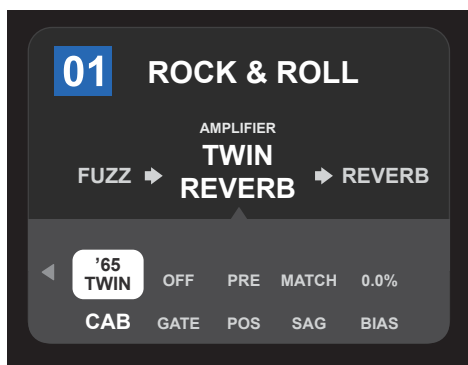 01 ROCK & ROLL
AMPLIFIER
TWIN
FUZZ REVERB REVERB
’65
TWIN OFF PRE MATCH 0.0%
CAB GATE POS SAG BIAS